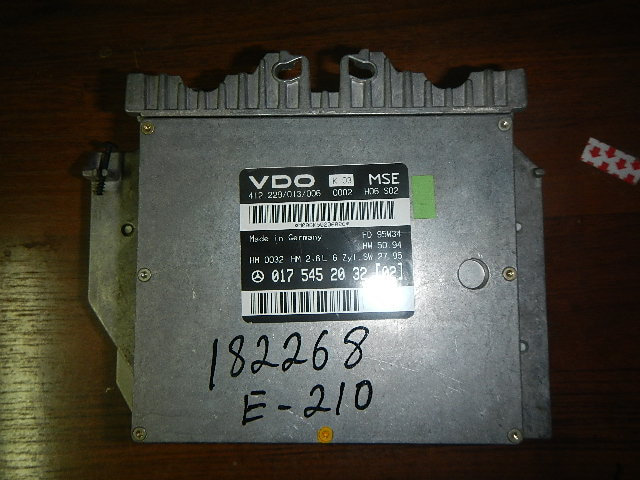 VDO K 03 MSE
412.229/013/006 0002 H06 S02
Made in Germany FD 95W34
HW 50.94
HM 0032 HM 2.8L 6 Zyl. SW 27.95
017 545 20 32 [02]
182268
E-210